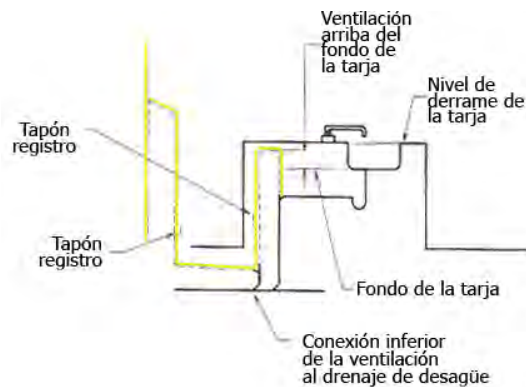 Ventilación
arriba del
fondo de
la tarja
Nivel de
derrame de
la tarja
Tapón
registro
Tapón
registro
Fondo de la tarja
Conexión inferior
de la ventilación
al drenaje de desagüe